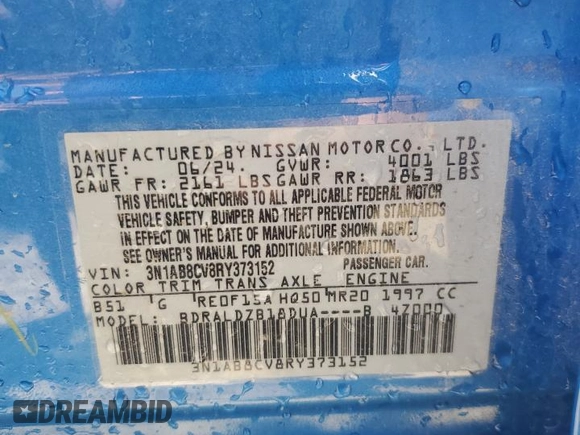 MANUFACTURED BY NISSAN MOTOR CO., LTD.
DATE: 06/24. GVWR: 4001 LBS
GAWR FR: 2161 LBS GAWR RR: 1863 LBS
THIS VEHICLE CONFORMS TO ALL APPLICABLE FEDERAL MOTOR
VEHICLE SAFETY, BUMPER AND THEFT PREVENTION STANDARDS
IN EFFECT ON THE DATE OF MANUFACTURE SHOWN ABOVE.
SEE OWNER'S MANUAL FOR ADDITIONAL INFORMATION.
VIN: 3N1AB8CV8RY373152 PASSENGER CAR.
COLOR TRIM TRANS AXLE ENGINE
B51 G RE0F15A H050 MR20 1997 CC
MODEL: BDRALDZB18DUA----B 47000
3N1AB8CV8RY373152
DREAMBID